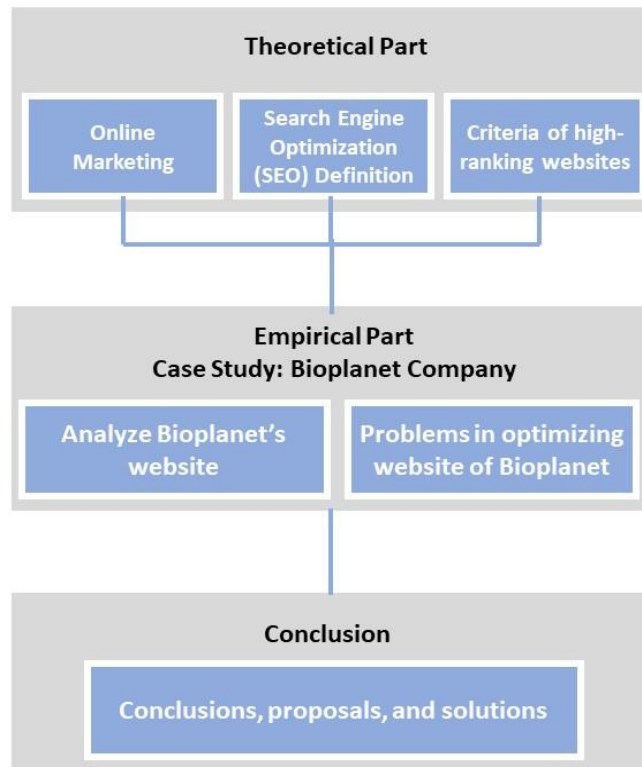 Theoretical Part
Online
Marketing
Search Engine
Optimization
(SEO) Definition
Criteria of high-
ranking websites
Empirical Part
Case Study: Bioplanet Company
Analyze Bioplanet’s
website
Problems in optimizing
website of Bioplanet
Conclusion
Conclusions, proposals, and solutions